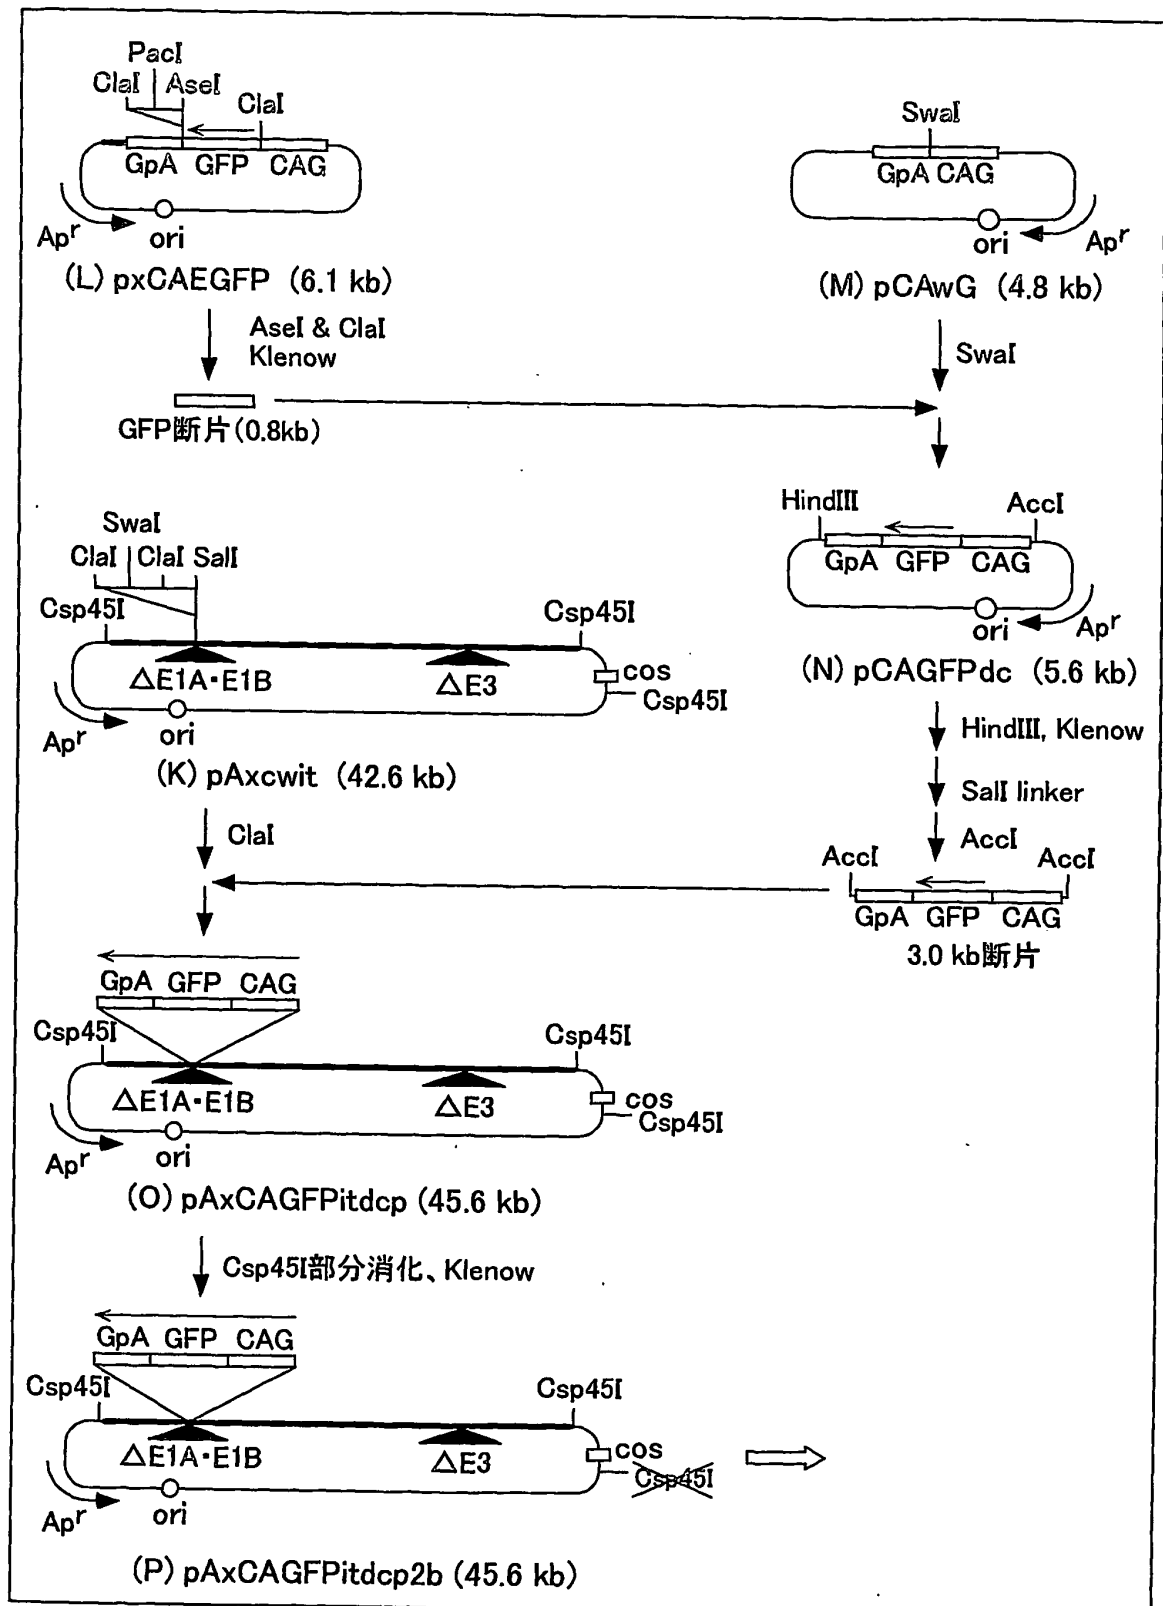 PacI
ClaI AseI
ClaI
GpA GFP CAG
Apr
ori
(L) pxCAEGFP (6.1 kb)
SwaI
GpA CAG
ori
Apr
(M) pCAwG (4.8 kb)
AseI & ClaI
Klenow
SwaI
GFP断片(0.8kb)
HindIII
AccI
GpA GFP CAG
ori
Apr
(N) pCAGFPdc (5.6 kb)
SwaI
ClaI ClaI SalI
Csp45I
Csp45I
△E1A・E1B
△E3
cos
Csp45I
Apr
ori
(K) pAxcwit (42.6 kb)
HindIII, Klenow
SalI linker
AccI
ClaI
AccI
AccI
GpA GFP CAG
3.0 kb断片
GpA GFP CAG
Csp45I
Csp45I
△E1A・E1B
△E3
cos
Csp45I
Apr
ori
(O) pAxCAGFPitdcp (45.6 kb)
Csp45I部分消化、Klenow
GpA GFP CAG
Csp45I
Csp45I
△E1A・E1B
△E3
cos
Csp45I
Apr
ori
(P) pAxCAGFPitdcp2b (45.6 kb)